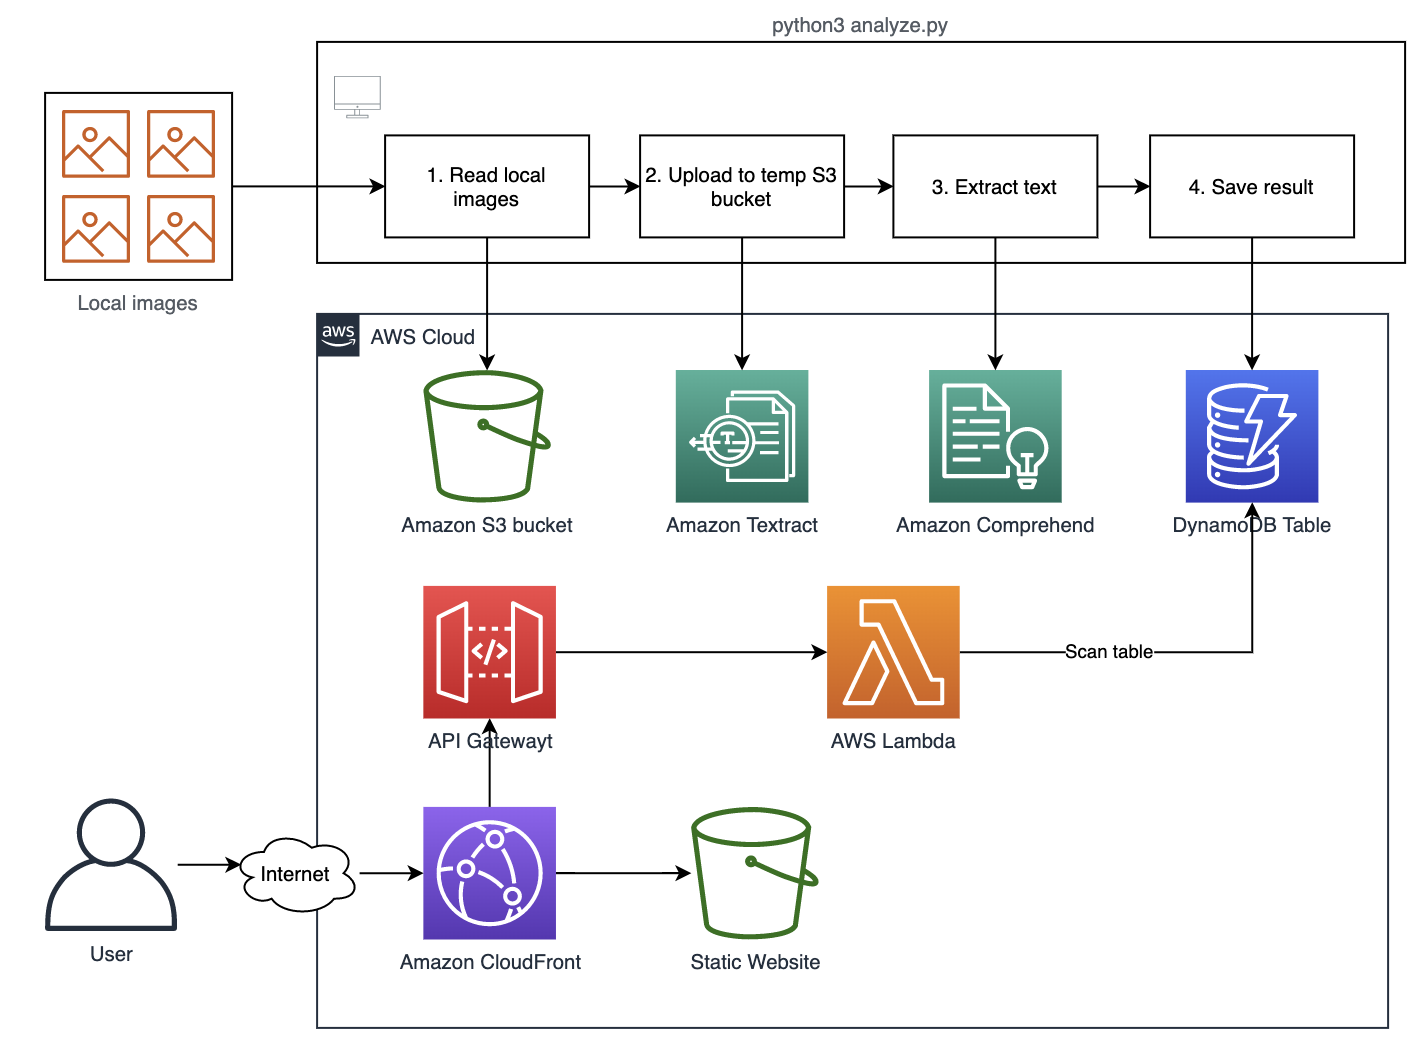 python3 analyze.py
1. Read local
images
2. Upload to temp S3
bucket
3. Extract text
4. Save result
Local images
aws
AWS Cloud
Amazon S3 bucket
Amazon Textract
Amazon Comprehend
DynamoDB Table
</>
Scan table
API Gatewayt
AWS Lambda
Internet
User
Amazon CloudFront
Static Website